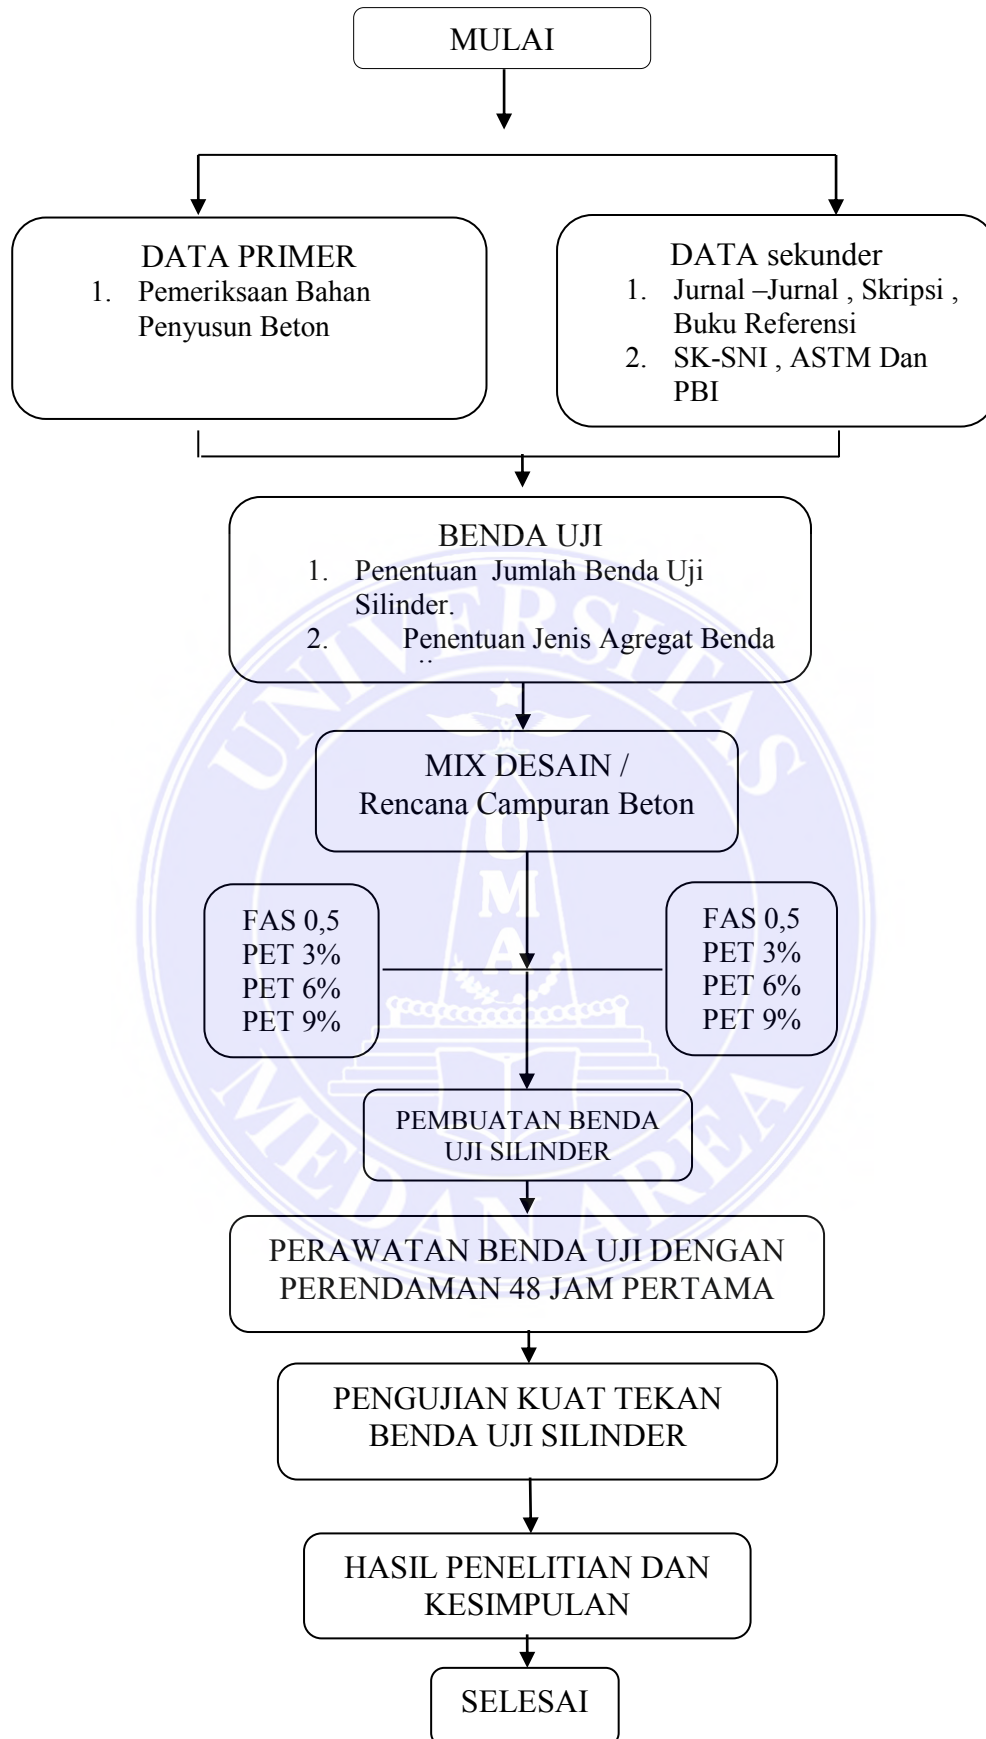 MULAI
DATA PRIMER
1. Pemeriksaan Bahan
Penyusun Beton
DATA sekunder
1. Jurnal –Jurnal , Skripsi ,
Buku Referensi
2. SK-SNI , ASTM Dan
PBI
BENDA UJI
1. Penentuan Jumlah Benda Uji
Silinder.
2. Penentuan Jenis Agregat Benda
MIX DESAIN /
Rencana Campuran Beton
FAS 0,5
PET 3%
PET 6%
PET 9%
FAS 0,5
PET 3%
PET 6%
PET 9%
PEMBUATAN BENDA
UJI SILINDER
PERAWATAN BENDA UJI DENGAN
PERENDAMAN 48 JAM PERTAMA
PENGUJIAN KUAT TEKAN
BENDA UJI SILINDER
HASIL PENELITIAN DAN
KESIMPULAN
SELESAI
UNIVERSITAS
UMA
MEDAN AREA